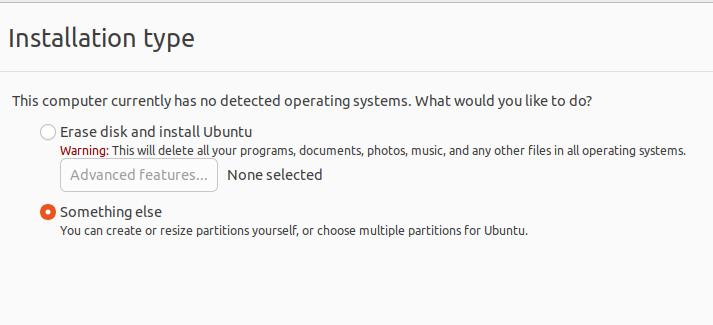 Installation type
This computer currently has no detected operating systems. What would you like to do?
Erase disk and install Ubuntu
Warning: This will delete all your programs, documents, photos, music, and any other files in all operating systems.
Advanced features... None selected
Something else
You can create or resize partitions yourself, or choose multiple partitions for Ubuntu.